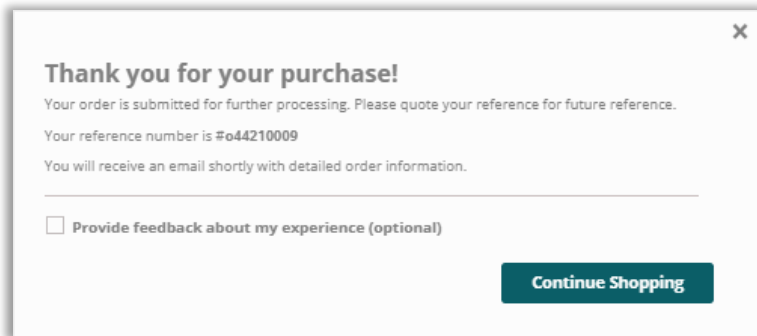 Thank you for your purchase!
Your order is submitted for further processing. Please quote your reference for future reference.
Your reference number is #o44210009
You will receive an email shortly with detailed order information.
Provide feedback about my experience (optional)
Continue Shopping